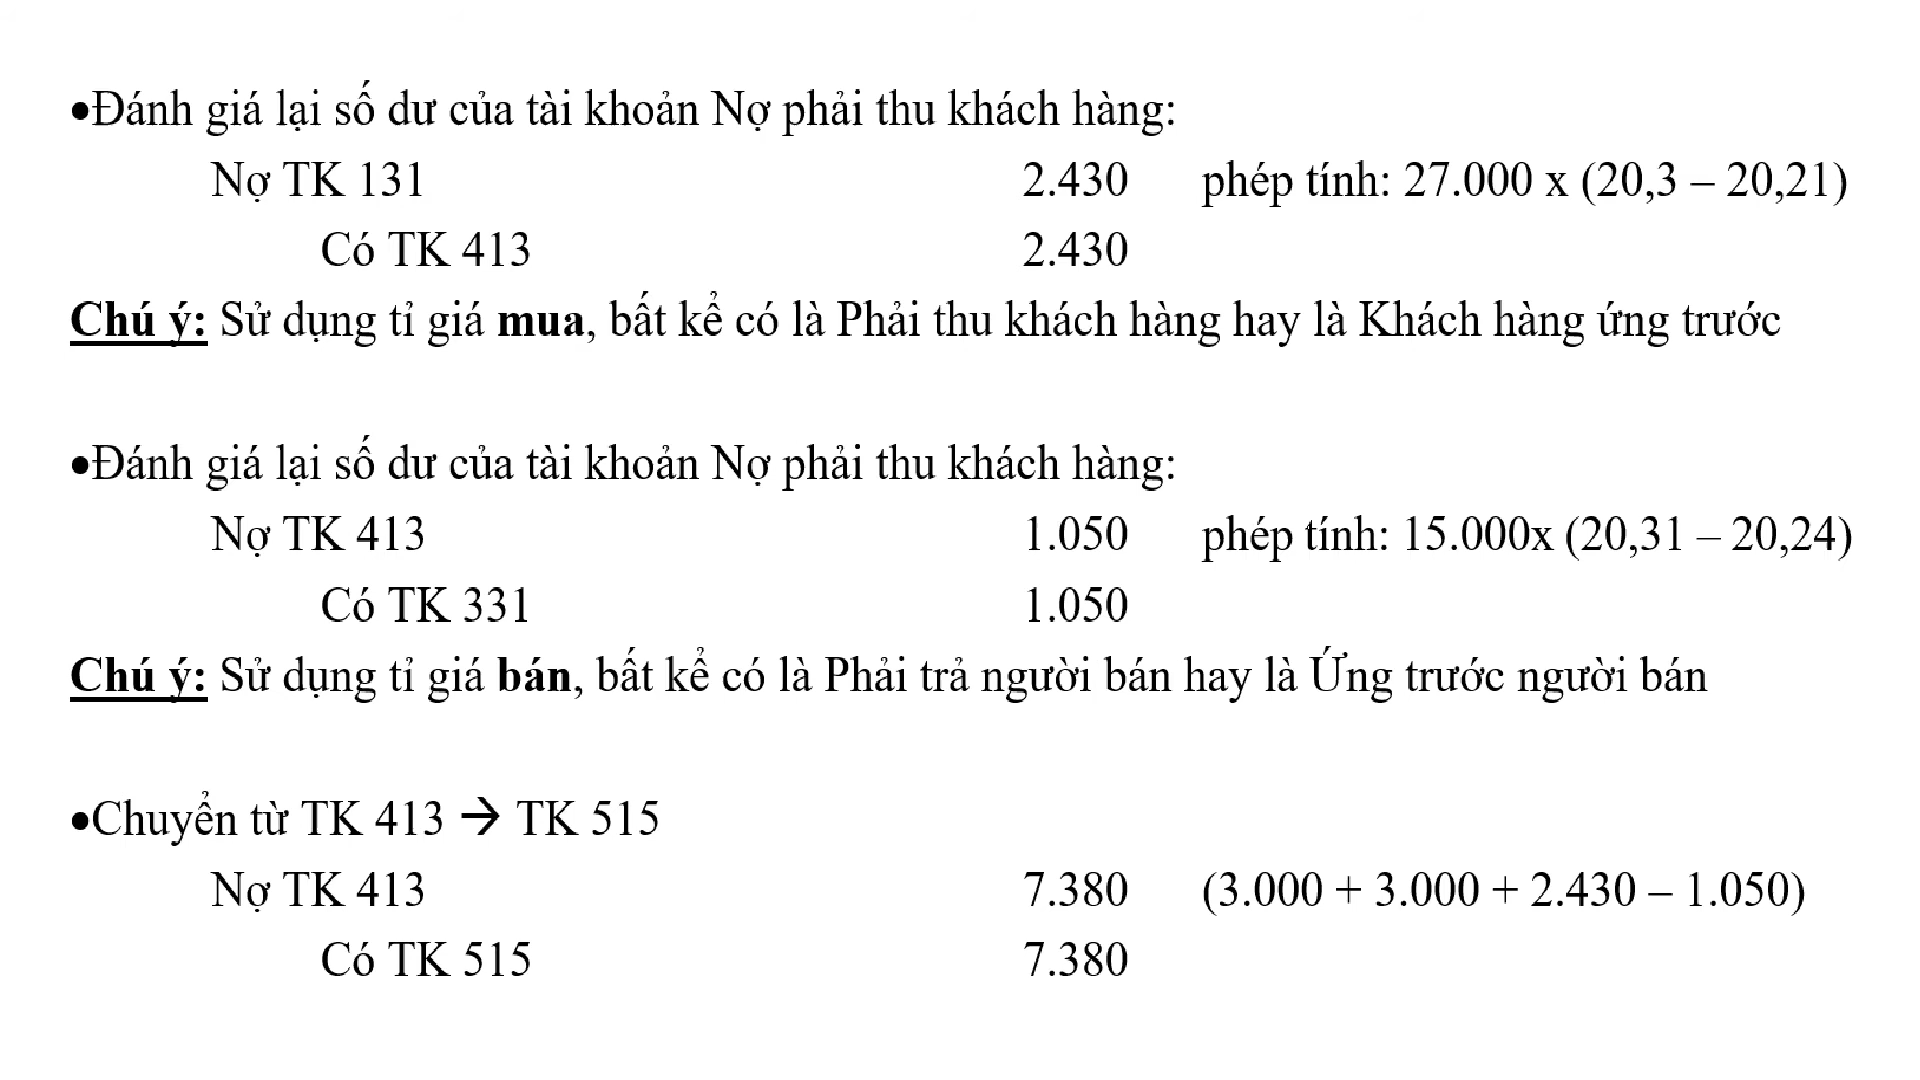 •Đánh giá lại số dư của tài khoản Nợ phải thu khách hàng:
Nợ TK 131 2.430 phép tính: 27.000 x (20,3 – 20,21)
Có TK 413 2.430
Chú ý: Sử dụng tỉ giá mua, bất kể có là Phải thu khách hàng hay là Khách hàng ứng trước
•Đánh giá lại số dư của tài khoản Nợ phải thu khách hàng:
Nợ TK 413 1.050 phép tính: 15.000x (20,31 – 20,24)
Có TK 331 1.050
Chú ý: Sử dụng tỉ giá bán, bất kể có là Phải trả người bán hay là Ứng trước người bán
•Chuyển từ TK 413 → TK 515
Nợ TK 413 7.380 (3.000 + 3.000 + 2.430 – 1.050)
Có TK 515 7.380